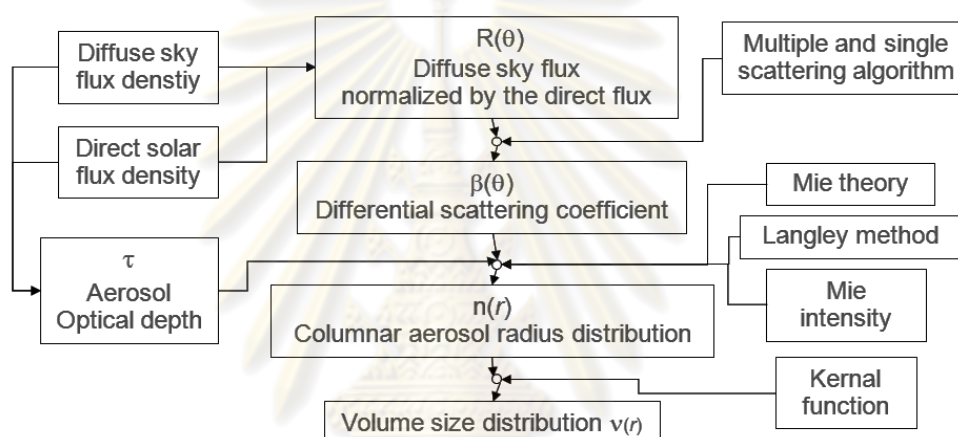 Diffuse sky
flux denstiy
Direct solar
flux density
τ
Aerosol
Optical depth
R(θ)
Diffuse sky flux
normalized by the direct flux
β(θ)
Differential scattering coefficient
n(r)
Columnar aerosol radius distribution
Volume size distribution ν(r)
Multiple and single
scattering algorithm
Mie theory
Langley method
Mie
intensity
Kernal
function